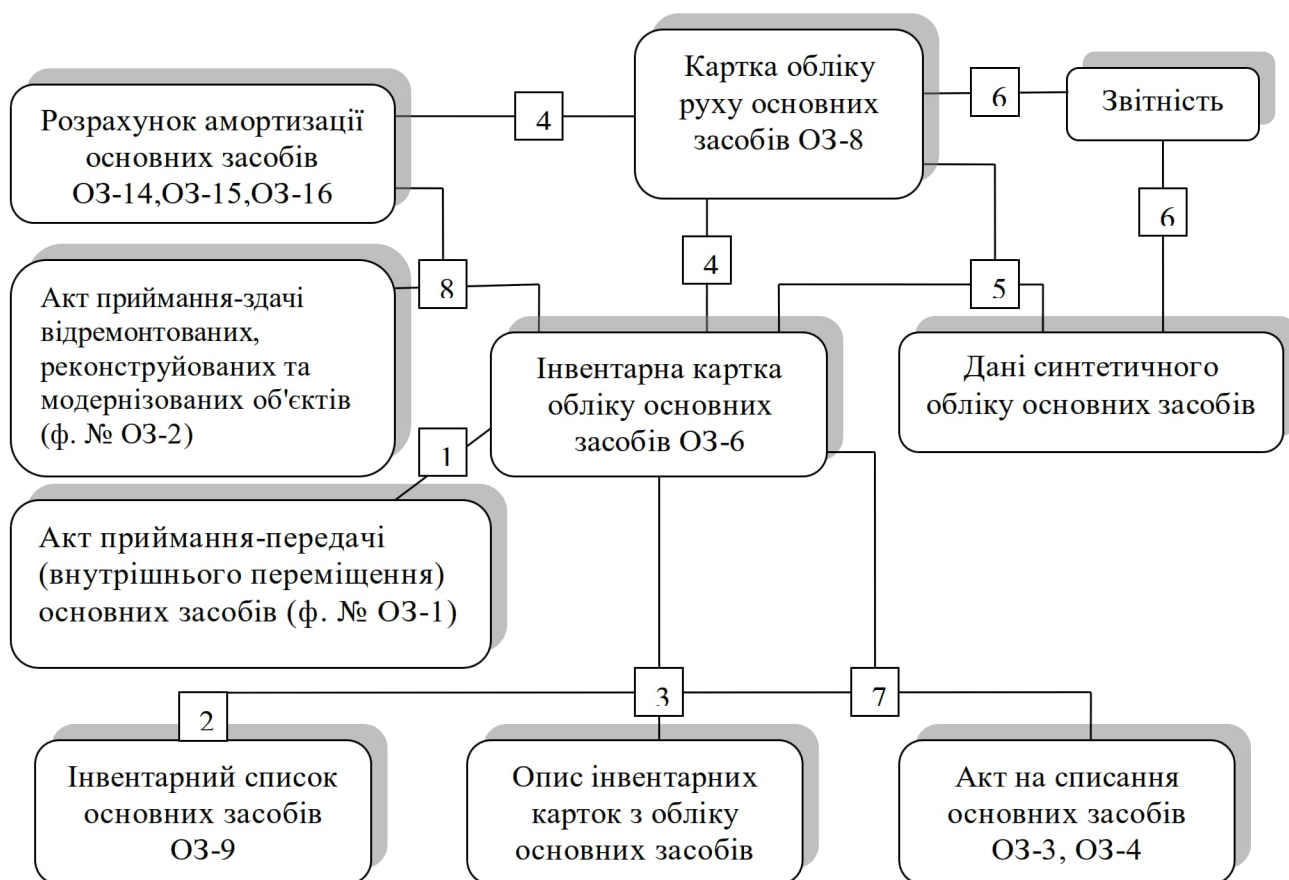 Картка обліку
руху основних
засобів ОЗ-8
6
Звітність
Розрахунок амортизації
основних засобів
ОЗ-14,ОЗ-15,ОЗ-16
4
6
4
8
5
Акт приймання-здачі
відремонтованих,
реконструйованих та
модернізованих об'єктів
(ф. № ОЗ-2)
Інвентарна картка
обліку основних
засобів ОЗ-6
Дані синтетичного
обліку основних засобів
1
Акт приймання-передачі
(внутрішнього переміщення)
основних засобів (ф. № ОЗ-1)
2
3
7
Інвентарний список
основних засобів
ОЗ-9
Опис інвентарних
карток з обліку
основних засобів
Акт на списання
основних засобів
ОЗ-3, ОЗ-4